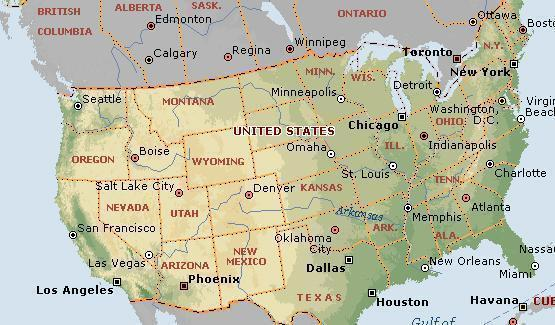 BRITISH
COLUMBIA
ALBERTA
SASK.
ONTARIO
Edmonton
Calgary
Regina
Winnipeg
Ottawa
Toronto
N.Y.
New York
Seattle
MONTANA
MINN.
WIS.
Minneapolis
Detroit
Washington,
D.C.
UNITED STATES
Chicago
OHIO
OREGON
Boise
WYOMING
Omaha
ILL.
Indianapolis
Salt Lake City
Denver
KANSAS
St. Louis
Charlotte
NEVADA
UTAH
TENN.
San Francisco
Arkansas
Memphis
Atlanta
Oklahoma
City
ARK.
ALA.
Las Vegas
ARIZONA
NEW
MEXICO
Dallas
New Orleans
Miami
Los Angeles
Phoenix
TEXAS
Houston
Havana
Gulf of